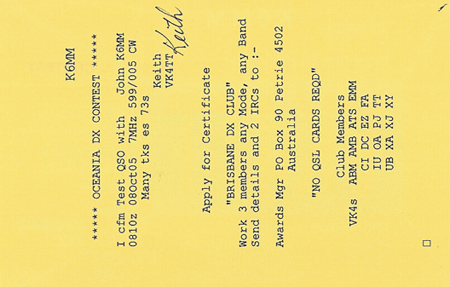 K6MM
***** OCEANIA DX CONTEST *****
I cfm Test QSO with John K6MM
0810z 08Oct05 7MHz 599/005 CW
Many tks es 73s
Keith
VK4TT
Keith
Apply for Certificate
"BRISBANE DX CLUB"
Work 3 members any Mode, any Band
Send details and 2 IRCs to :-
Awards Mgr PO Box 90 Petrie 4502
Australia
"NO QSL CARDS REQD"
Club Members
VK4s ABM AMB ATS EMM
CI DC EZ FA
IU OA PJ TT
UB XA XJ XY